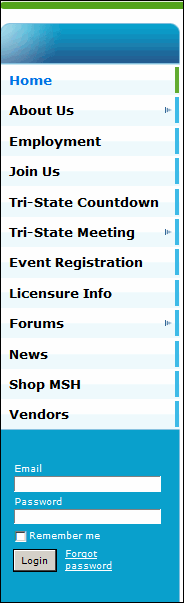 Home
About Us
Employment
Join Us
Tri-State Countdown
Tri-State Meeting
Event Registration
Licensure Info
Forums
News
Shop MSH
Vendors
Email
Password
Remember me
Login
Forgot
password